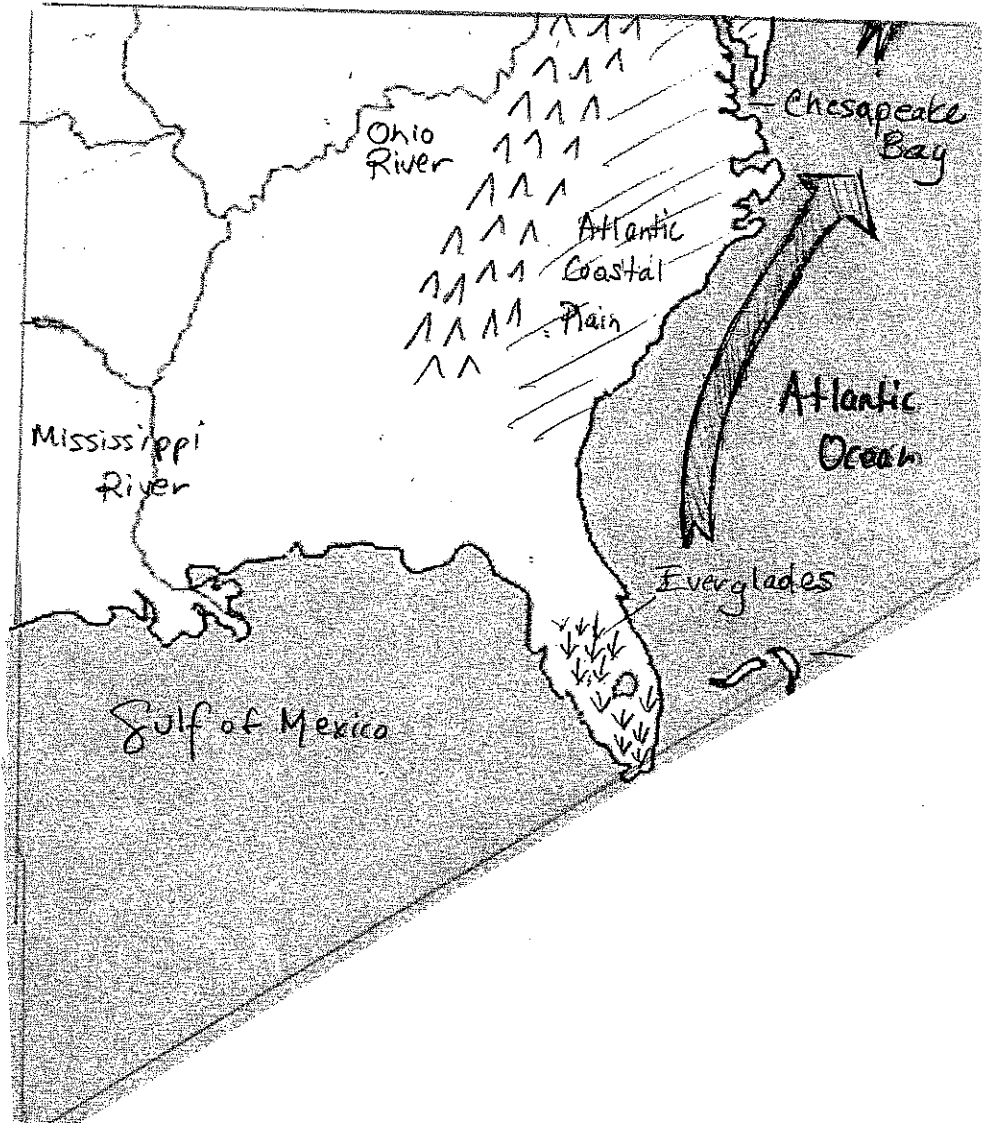 Chesapeake
Bay
Ohio
River
Atlantic
Coastal
Plain
Atlantic
Ocean
Mississippi
River
Everglades
Gulf of Mexico